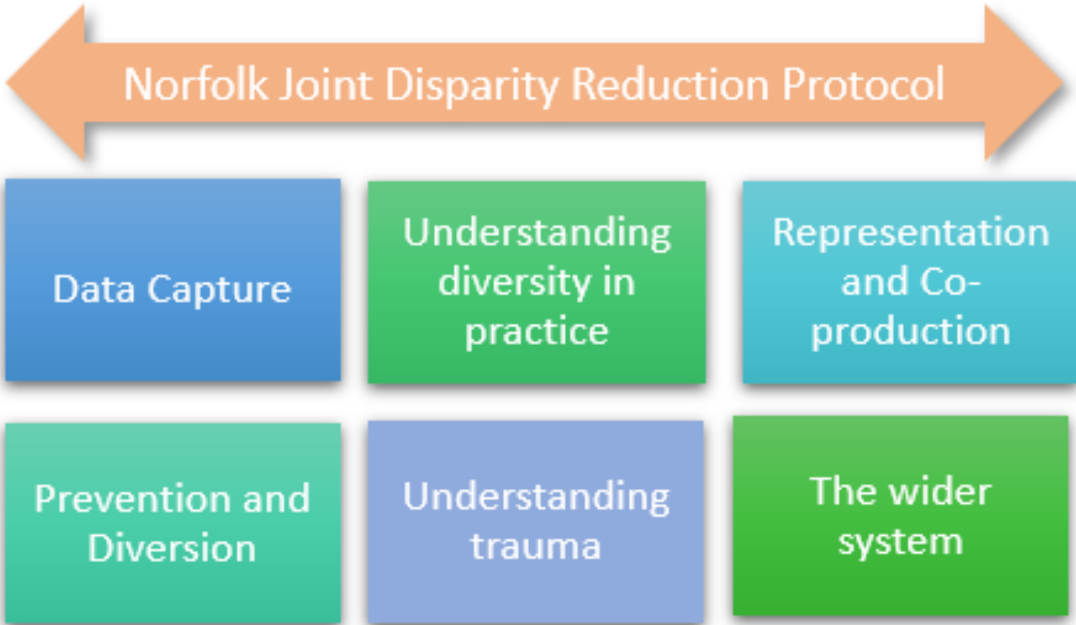 Norfolk Joint Disparity Reduction Protocol
Data Capture
Understanding
diversity in
practice
Representation
and Co-
production
Prevention and
Diversion
Understanding
trauma
The wider
system